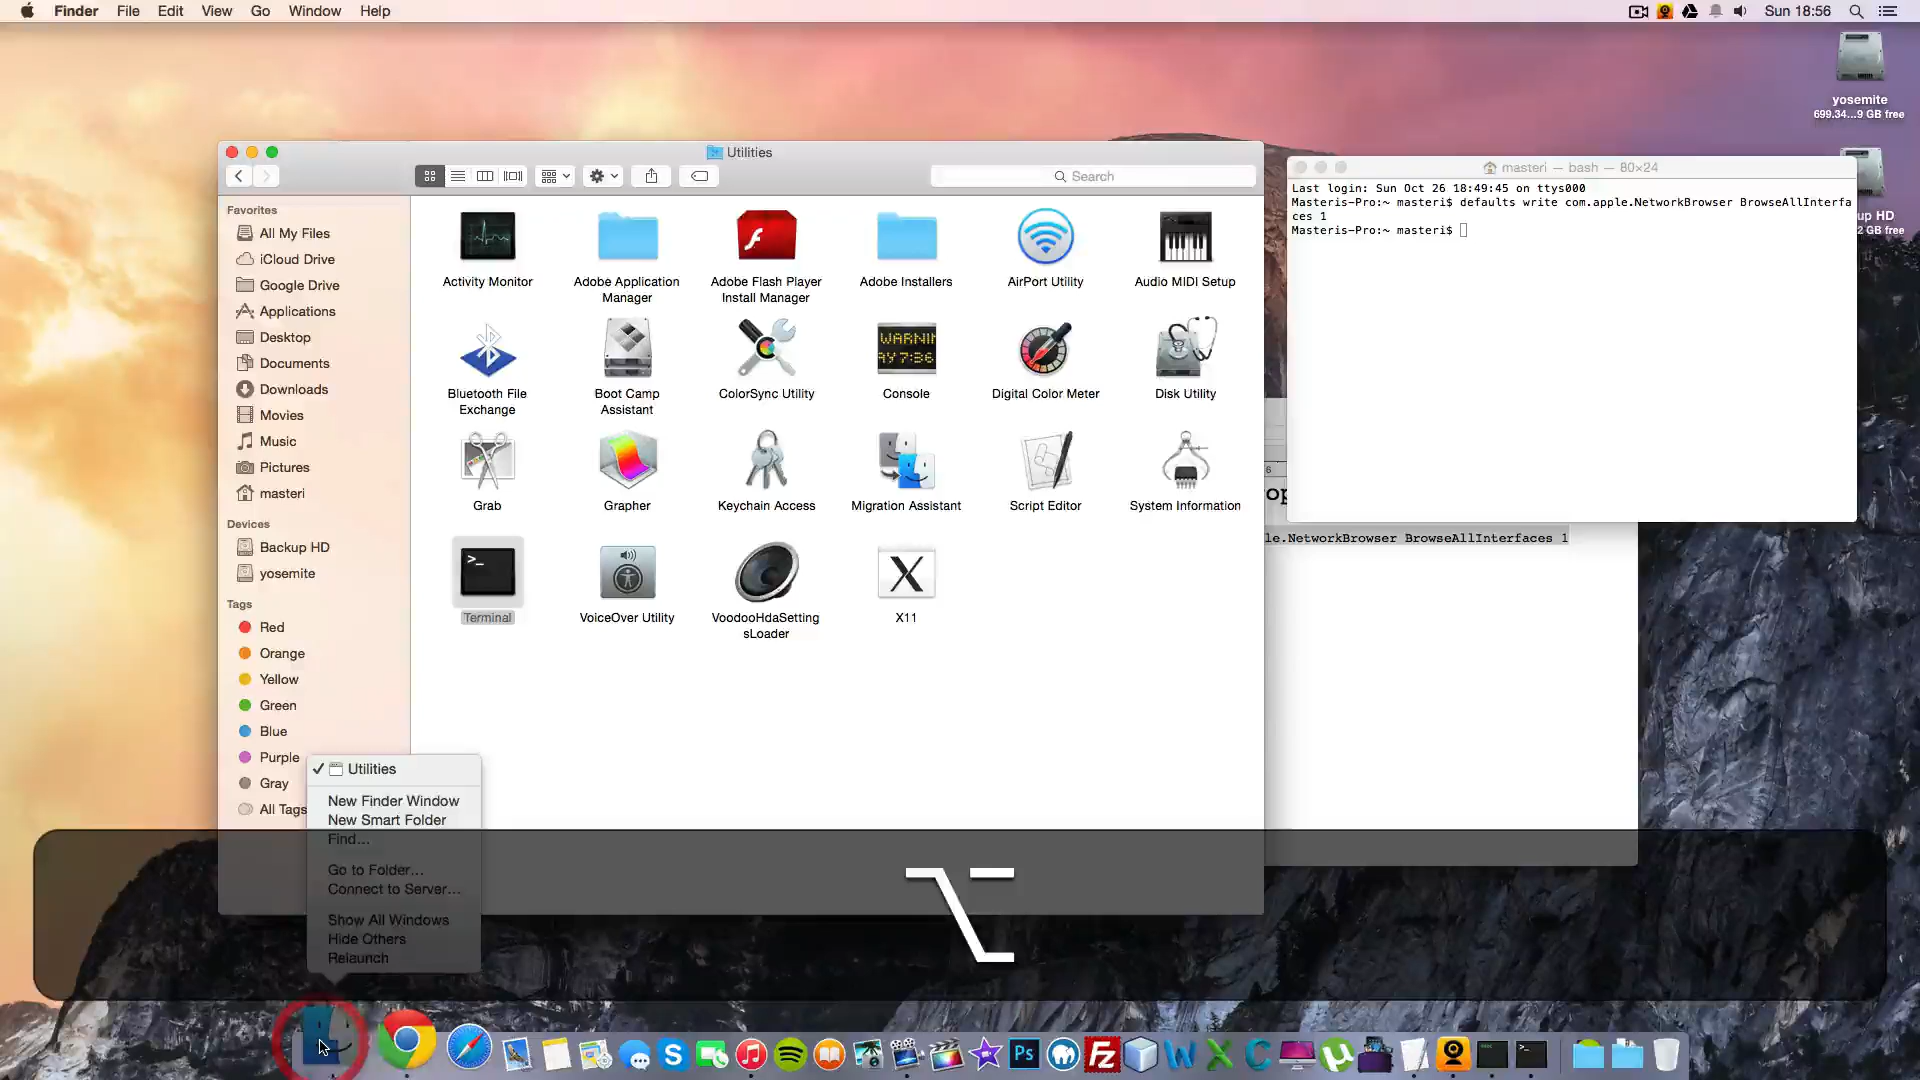 Finder File Edit View Go Window Help
Sun 18:56
yosemite
699.34...9 GB free
up HD
2 GB free
Utilities
Search
masteri — bash — 80×24
Last login: Sun Oct 26 18:49:45 on ttys000
Masteris-Pro:~ masteri$ defaults write com.apple.NetworkBrowser BrowseAllInterfa
ces 1
Masteris-Pro:~ masteri$
le.NetworkBrowser BrowseAllInterfaces 1
Favorites
All My Files
iCloud Drive
Google Drive
Applications
Desktop
Documents
Downloads
Movies
Music
Pictures
masteri
Devices
Backup HD
yosemite
Tags
Red
Orange
Yellow
Green
Blue
Purple
Gray
All Tags
Activity Monitor
Adobe Application
Manager
Adobe Flash Player
Install Manager
Adobe Installers
AirPort Utility
Audio MIDI Setup
Bluetooth File
Exchange
Boot Camp
Assistant
ColorSync Utility
Console
Digital Color Meter
Disk Utility
Grab
Grapher
Keychain Access
Migration Assistant
Script Editor
System Information
Terminal
VoiceOver Utility
VoodooHdaSetting
sLoader
X11
Utilities
New Finder Window
New Smart Folder
Find...
Go to Folder...
Connect to Server...
Show All Windows
Hide Others
Relaunch